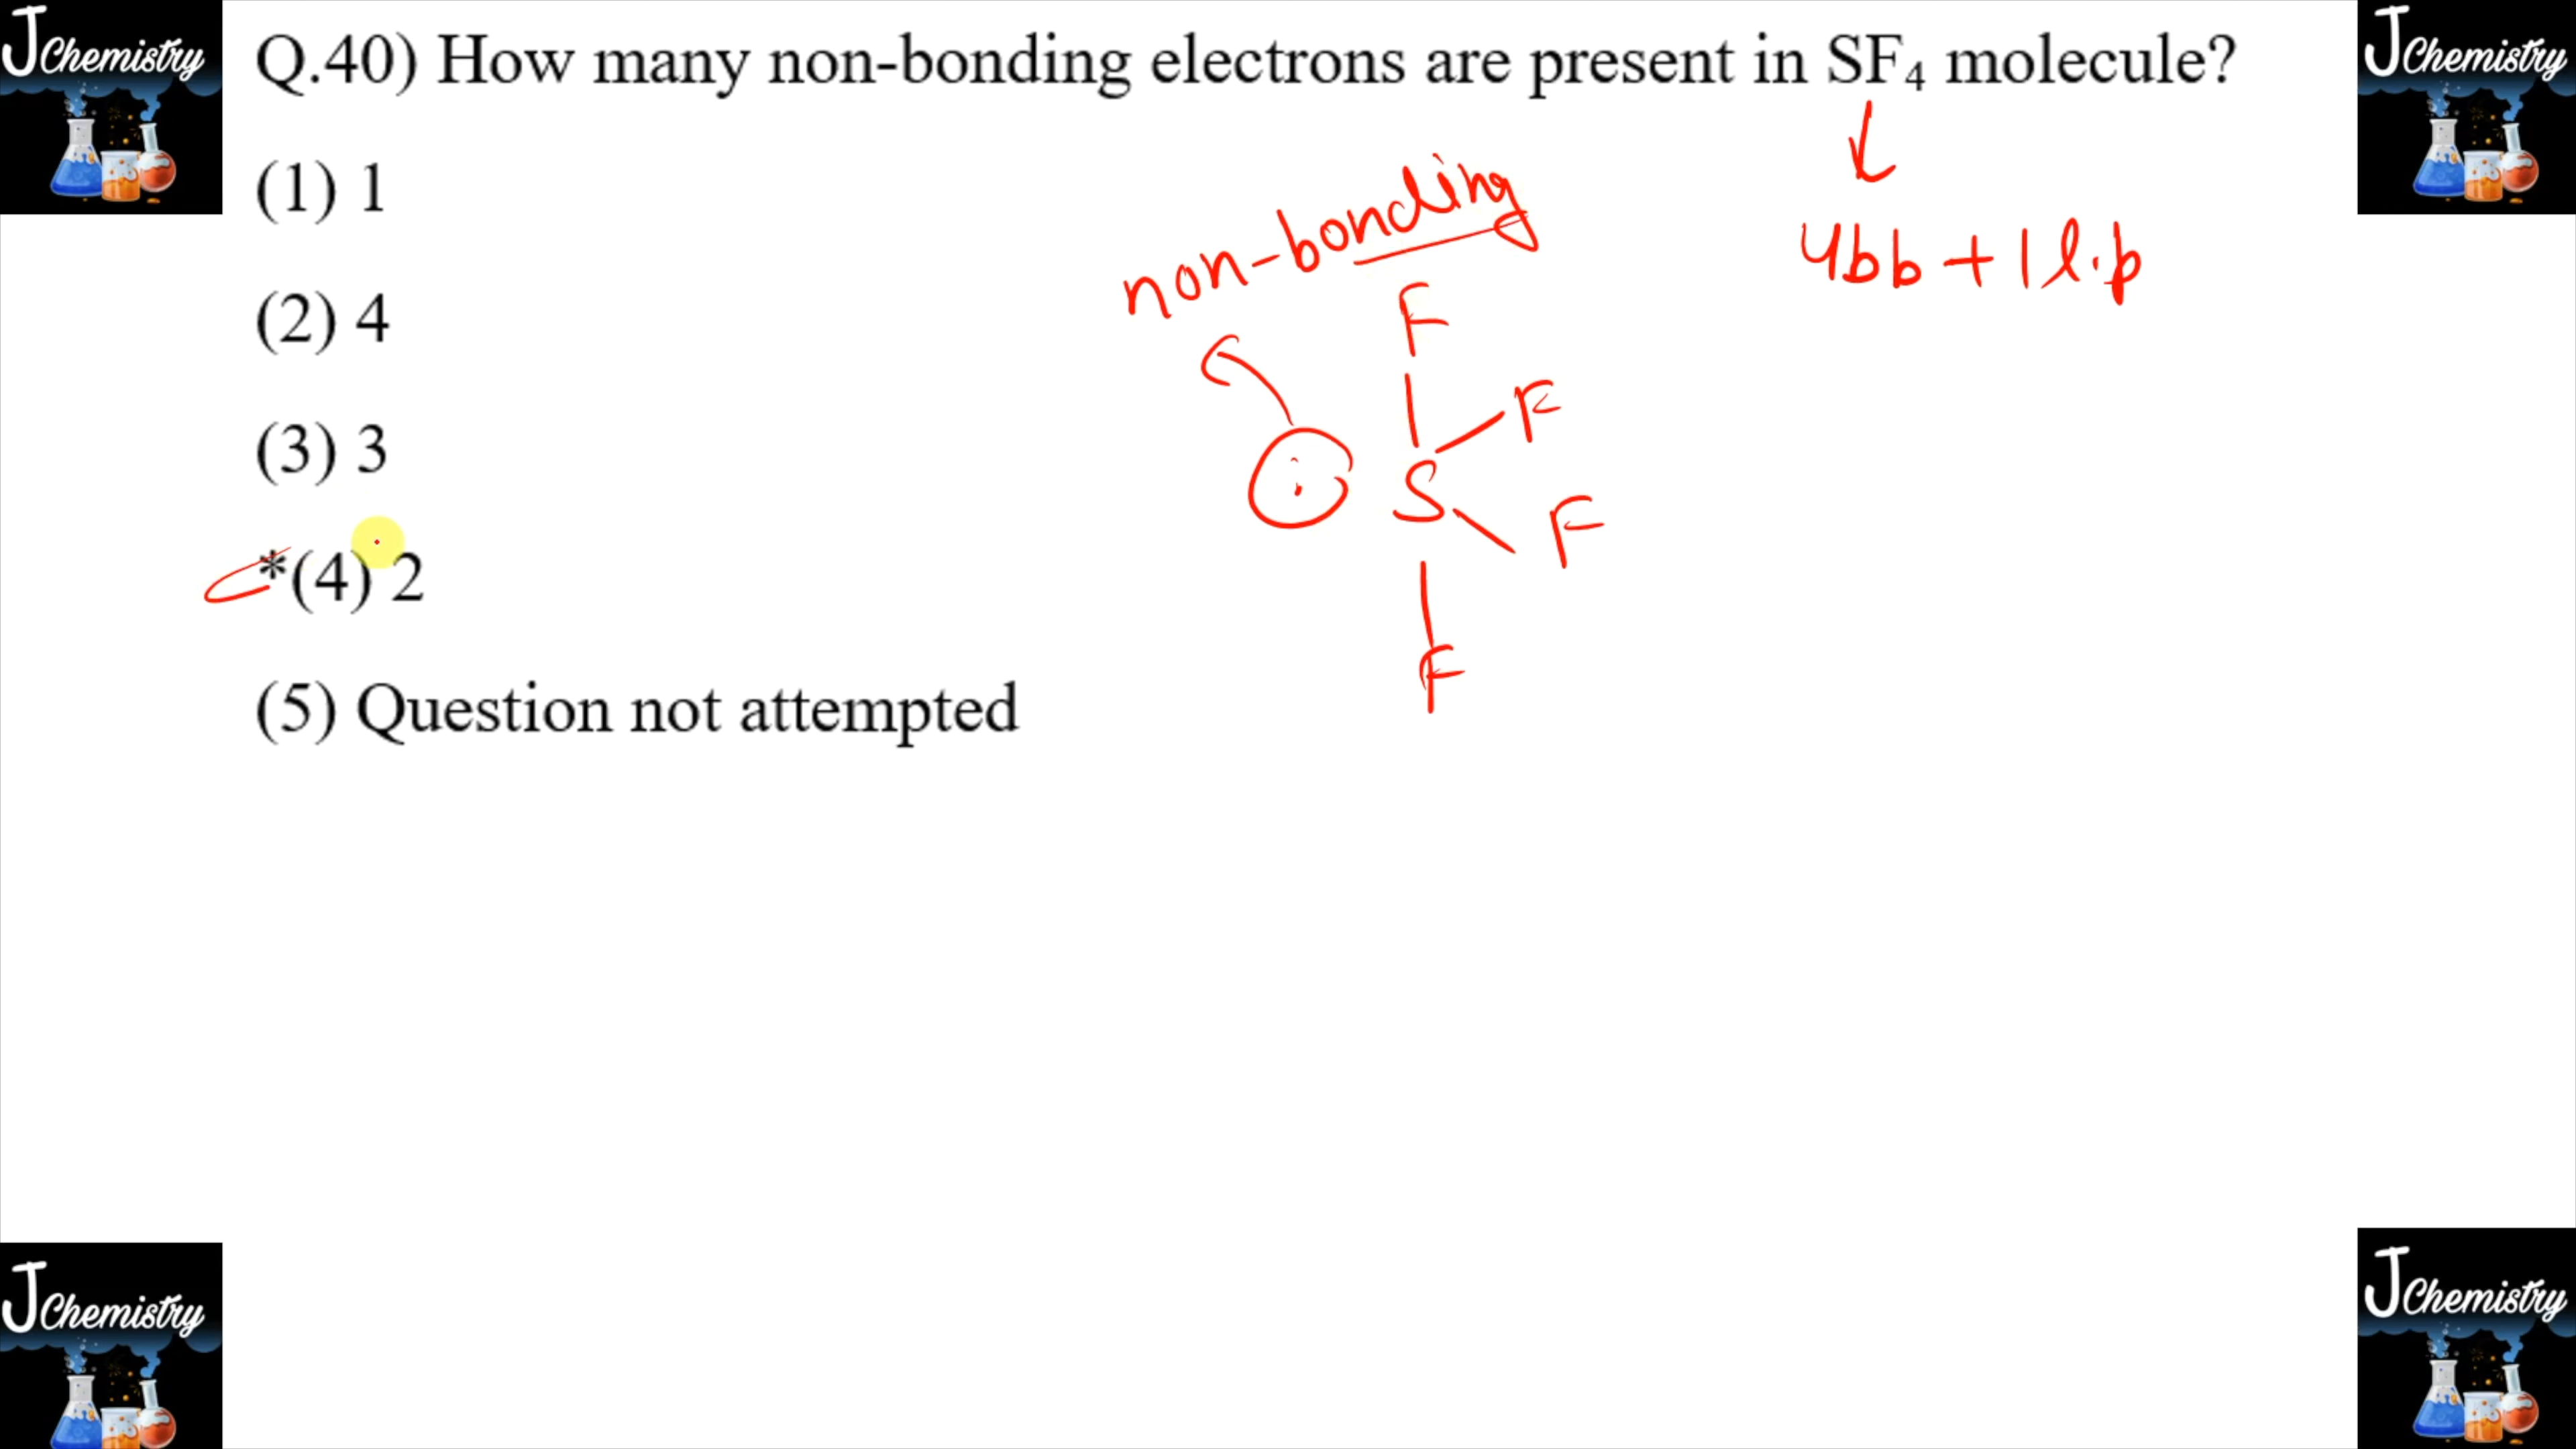 JChemistry
JChemistry
Q.40) How many non-bonding electrons are present in SF₄ molecule?
(1) 1
(2) 4
(3) 3
*(4) 2
(5) Question not attempted
non-bonding
4bb + 1 l.p
F
F
S
F
F
JChemistry
JChemistry